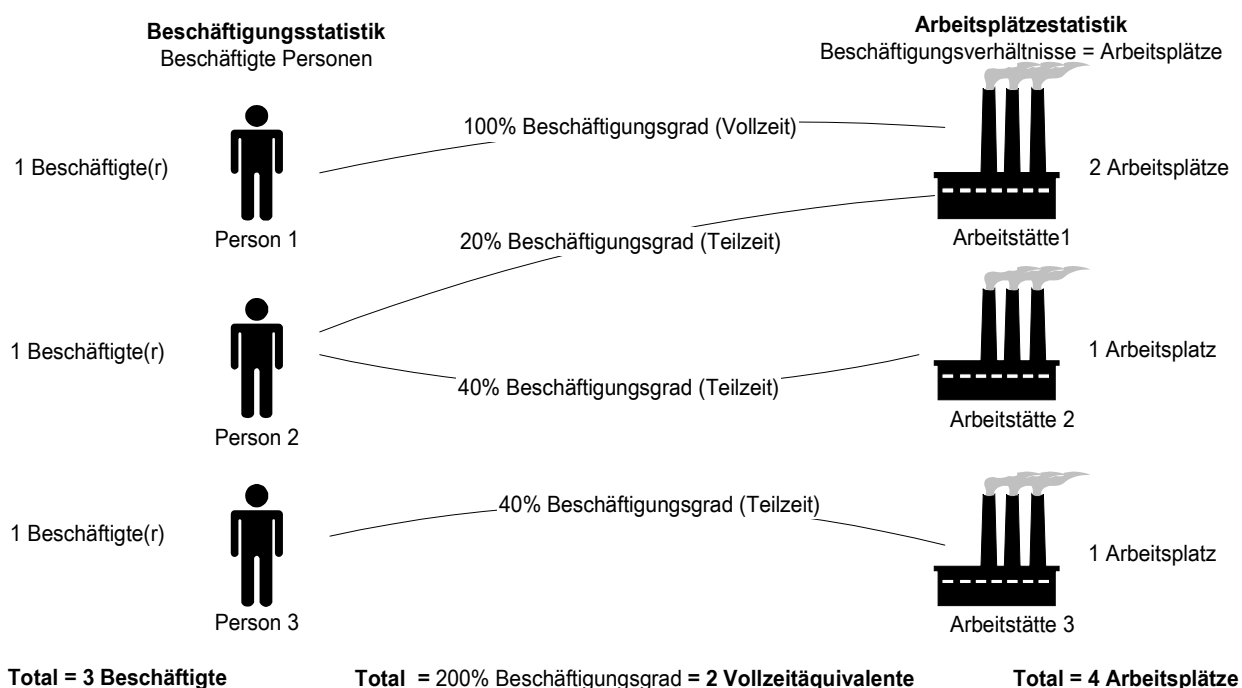 Beschäftigungsstatistik
Beschäftigte Personen
Arbeitsplätzestatistik
Beschäftigungsverhältnisse = Arbeitsplätze
100% Beschäftigungsgrad (Vollzeit)
1 Beschäftigte(r)
2 Arbeitsplätze
Person 1
20% Beschäftigungsgrad (Teilzeit)
Arbeitstätte1
1 Beschäftigte(r)
1 Arbeitsplatz
40% Beschäftigungsgrad (Teilzeit)
Person 2
Arbeitstätte 2
40% Beschäftigungsgrad (Teilzeit)
1 Beschäftigte(r)
1 Arbeitsplatz
Person 3
Arbeitstätte 3
Total = 3 Beschäftigte
Total = 200% Beschäftigungsgrad = 2 Vollzeitäquivalente
Total = 4 Arbeitsplätze